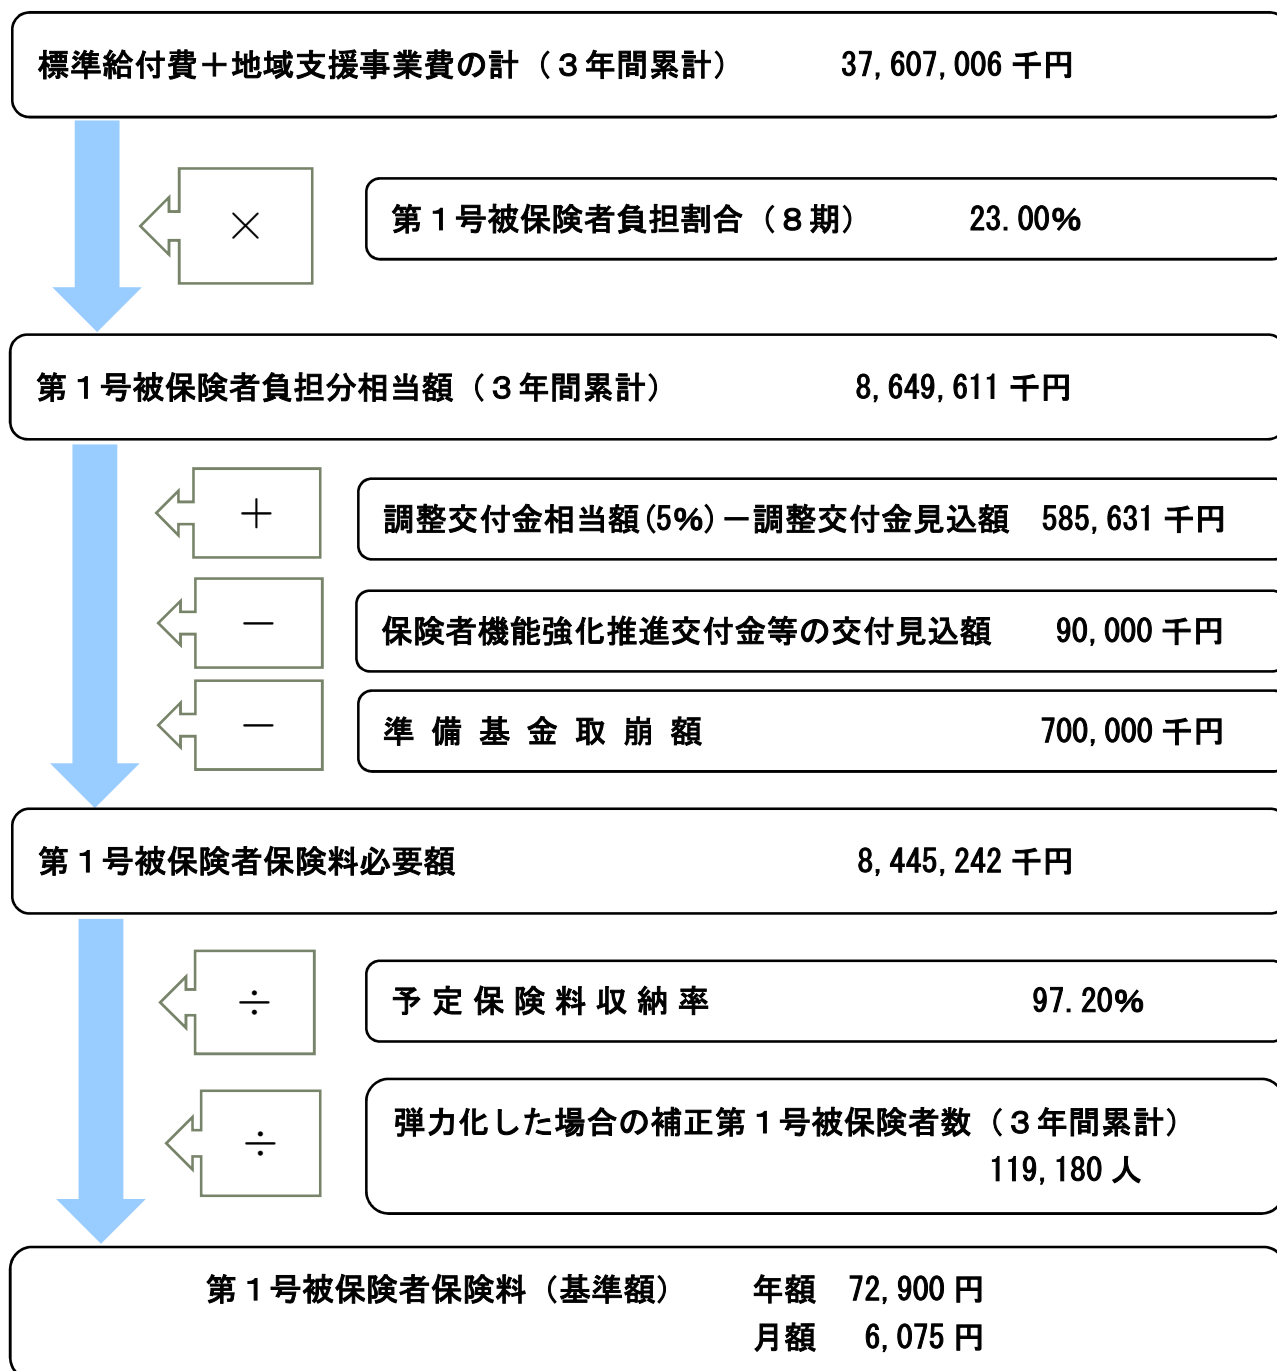 標準給付費＋地域支援事業費の計（３年間累計） 37,607,006 千円
×
第１号被保険者負担割合（８期） 23.00%
第１号被保険者負担分相当額（３年間累計） 8,649,611 千円
＋
調整交付金相当額(5%)－調整交付金見込額 585,631 千円
－
保険者機能強化推進交付金等の交付見込額 90,000 千円
－
準備基金取崩額 700,000 千円
第１号被保険者保険料必要額 8,445,242 千円
÷
予定保険料収納率 97.20%
÷
弾力化した場合の補正第１号被保険者数（３年間累計）
119,180 人
第１号被保険者保険料（基準額） 年額 72,900 円
月額 6,075 円